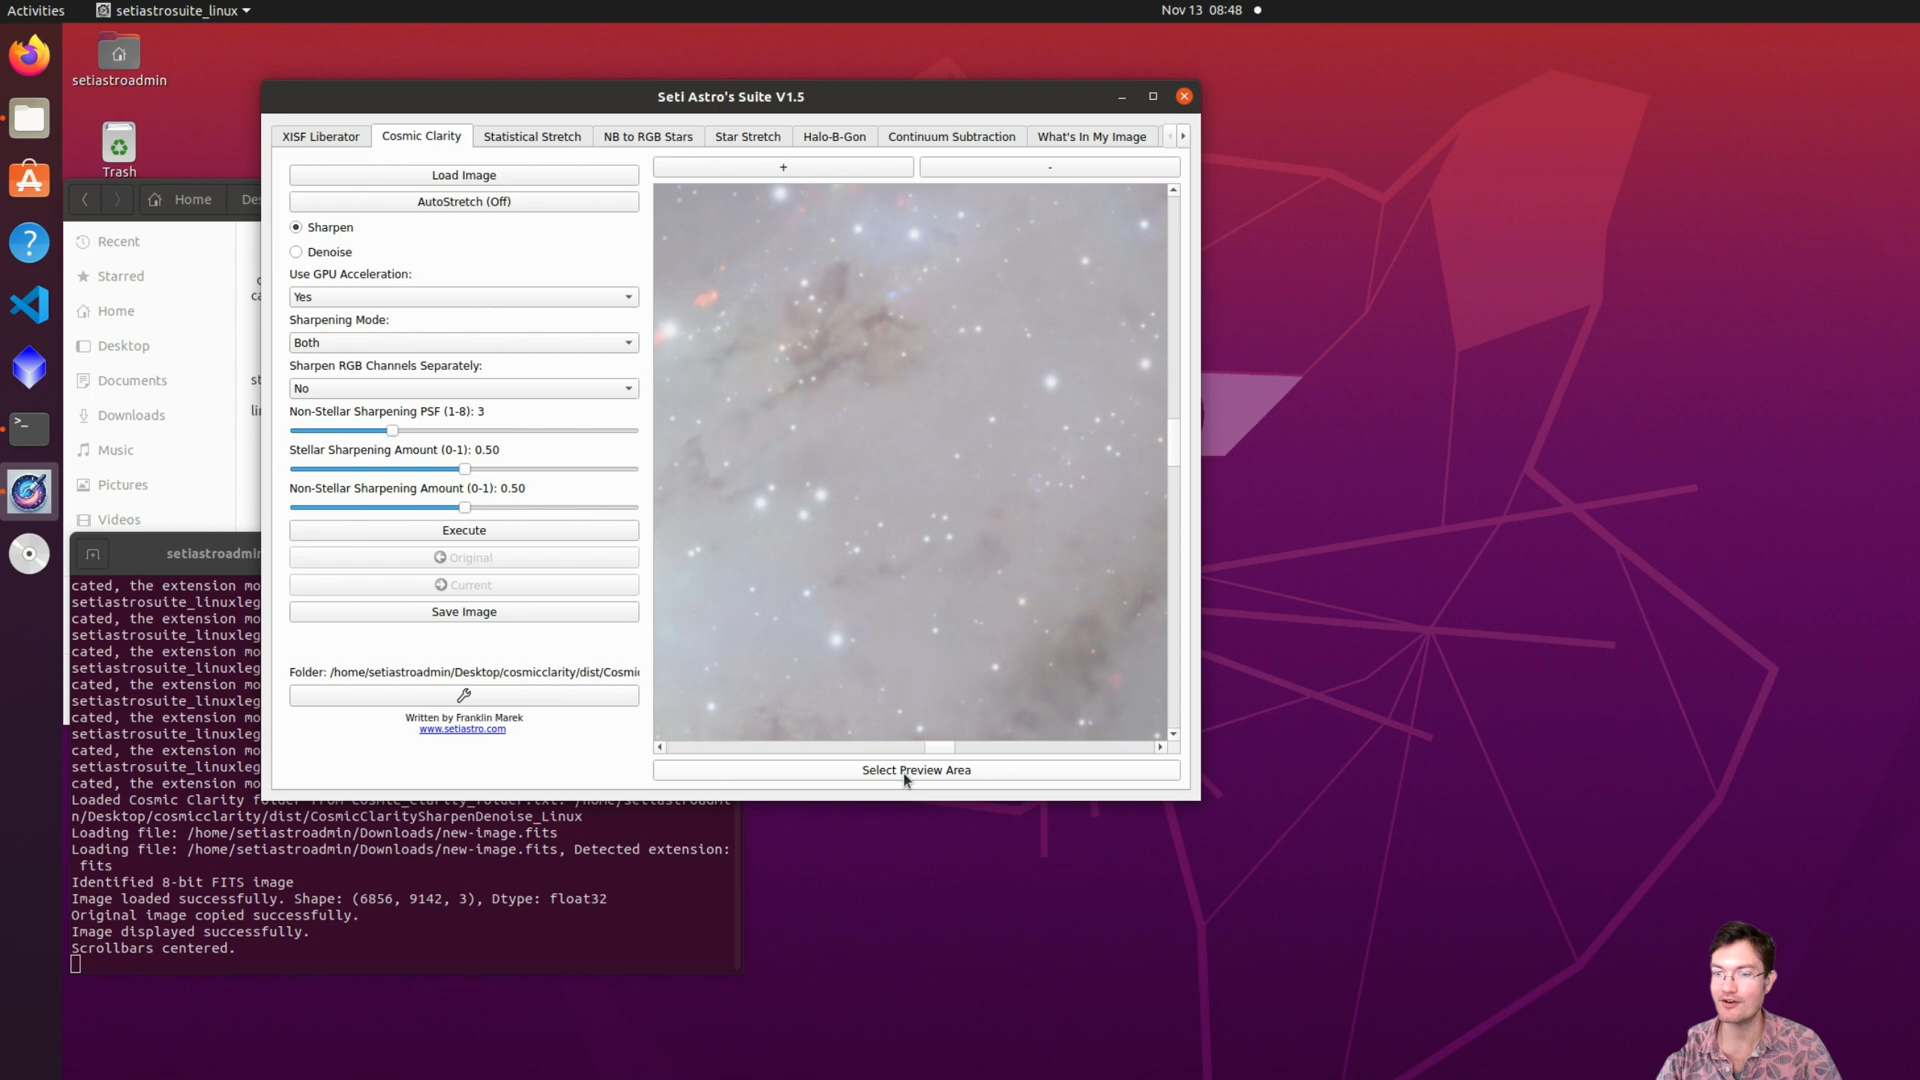 Activities
setiastrosuite_linux
Nov 13 08:48
setiastroadmin
Trash
Home
De
Recent
Starred
Home
Desktop
Documents
Downloads
Music
Pictures
Videos
Seti Astro's Suite V1.5
XISF Liberator
Cosmic Clarity
Statistical Stretch
NB to RGB Stars
Star Stretch
Halo-B-Gon
Continuum Subtraction
What's In My Image
Load Image
AutoStretch (Off)
Sharpen
Denoise
Use GPU Acceleration:
Yes
Sharpening Mode:
Both
Sharpen RGB Channels Separately:
No
Non-Stellar Sharpening PSF (1-8): 3
Stellar Sharpening Amount (0-1): 0.50
Non-Stellar Sharpening Amount (0-1): 0.50
Execute
Original
Current
Save Image
Folder: /home/setiastroadmin/Desktop/cosmicclarity/dist/Cosmi
Written by Franklin Marek
www.setiastro.com
+
-
Select Preview Area
setiastroadmin
cated, the extension mo
setiastrosuite_linuxleg
cated, the extension mo
setiastrosuite_linuxleg
cated, the extension mo
setiastrosuite_linuxleg
cated, the extension mo
setiastrosuite_linuxleg
cated, the extension mo
setiastrosuite_linuxleg
cated, the extension mo
setiastrosuite_linuxleg
cated, the extension mo
Loaded Cosmic Clarity folder from Cosmic_Clarity_folder.txt: /home/setiastroadmi
n/Desktop/cosmicclarity/dist/CosmicClaritySharpenDenoise_Linux
Loading file: /home/setiastroadmin/Downloads/new-image.fits
Loading file: /home/setiastroadmin/Downloads/new-image.fits, Detected extension:
fits
Identified 8-bit FITS image
Image loaded successfully. Shape: (6856, 9142, 3), Dtype: float32
Original image copied successfully.
Image displayed successfully.
Scrollbars centered.